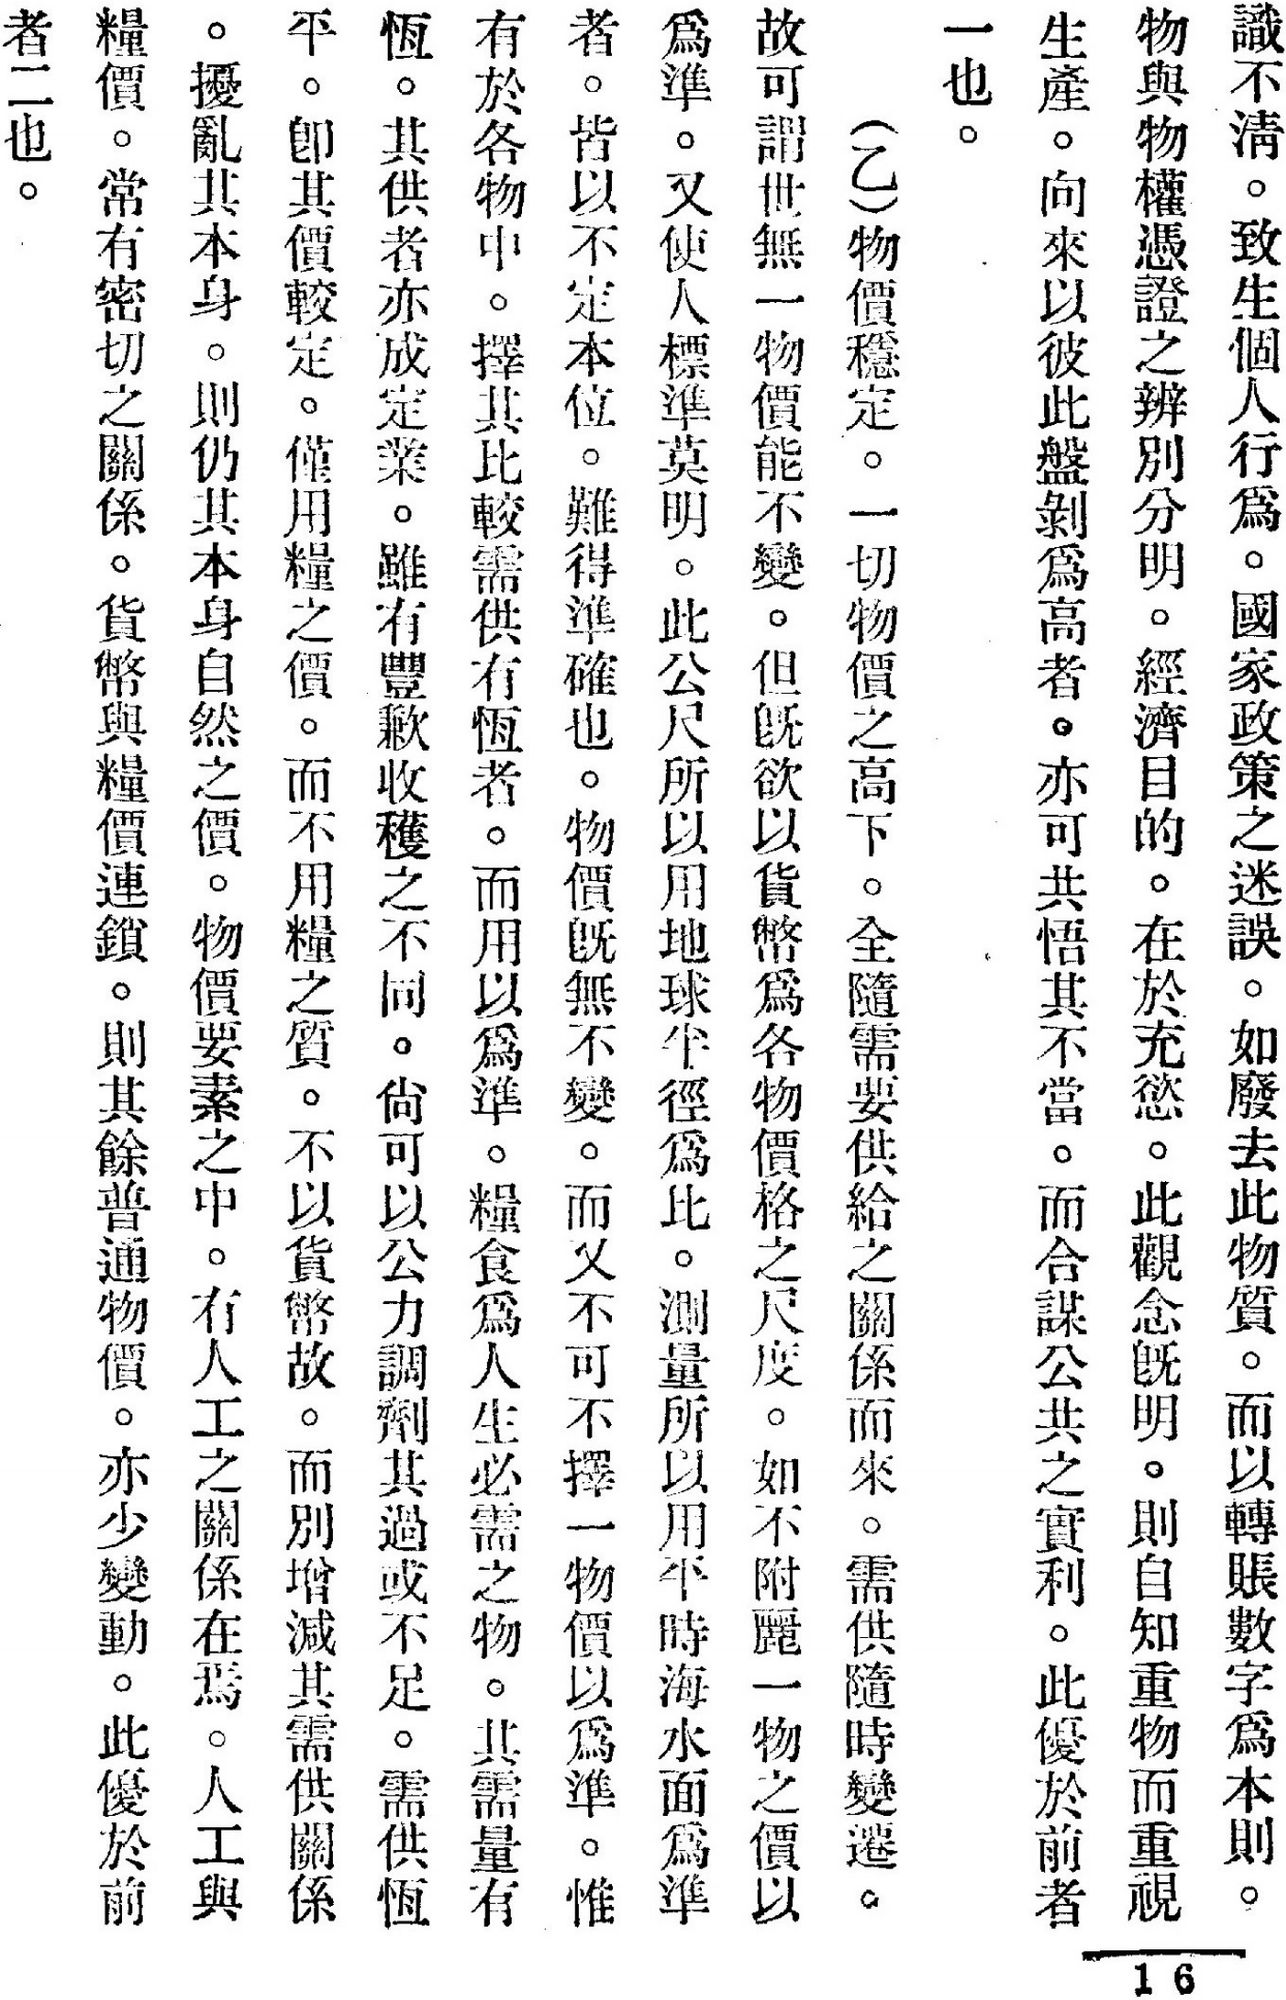 識不淸。致生個人行爲。國家政策之迷誤。如廢去此物質。而以轉賬數字爲本則。
物與物權憑證之辨別分明。經濟目的。在於充慾。此觀念旣明。則自知重物而重視
生產。向來以彼此盤剝爲高者。亦可共悟其不當。而合謀公共之實利。此優於前者
一也。
(乙)物價穩定。一切物價之高下。全隨需要供給之關係而來。需供隨時變遷。
故可謂世無一物價能不變。但旣欲以貨幣爲各物價格之尺度。如不附麗一物之價以
爲準。又使人標準莫明。此公尺所以用地球半徑爲比。測量所以用平時海水面爲準
者。皆以不定本位。難得準確也。物價旣無不變。而又不可不擇一物價以爲準。惟
有於各物中。擇其比較需供有恆者。而用以爲準。糧食爲人生必需之物。其需量有
恆。其供者亦成定業。雖有豐歉收穫之不同。尙可以公力調劑其過或不足。需供恆
平。卽其價較定。僅用糧之價。而不用糧之質。不以貨幣故。而別增減其需供關係
。擾亂其本身。則仍其本身自然之價。物價要素之中。有人工之關係在焉。人工與
糧價。常有密切之關係。貨幣與糧價連鎖。則其餘普通物價。亦少變動。此優於前
者二也。
16